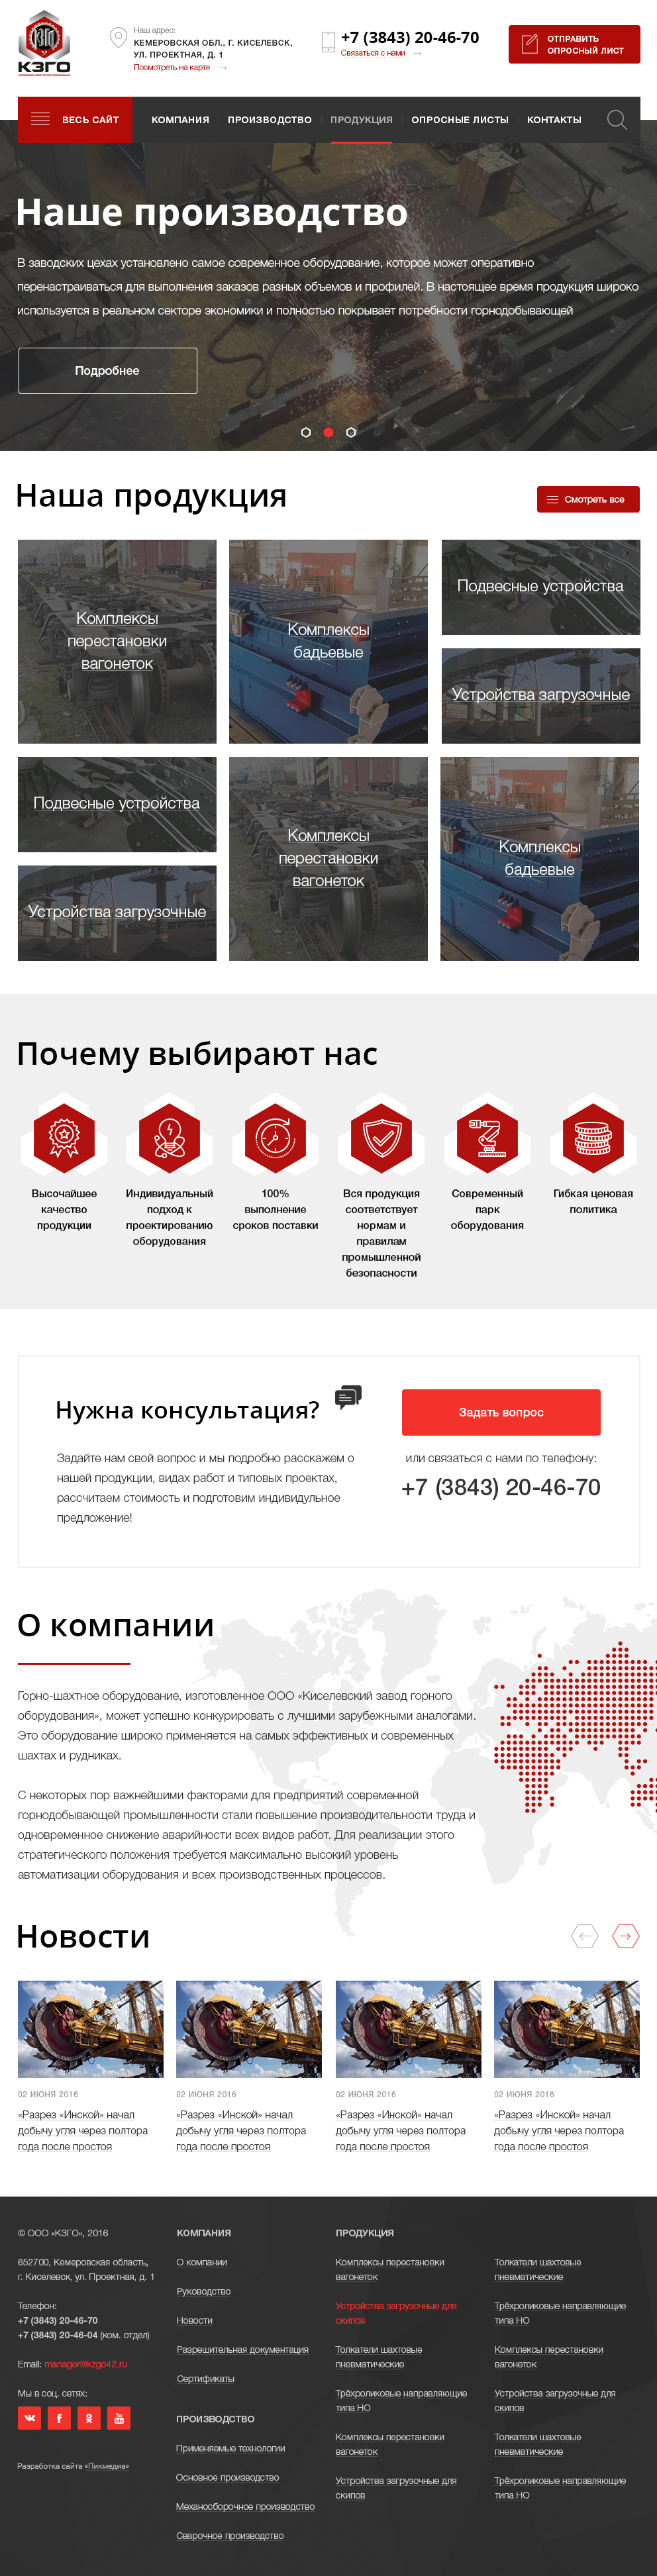 КЗГО
Наш адрес:
КЕМЕРОВСКАЯ ОБЛ., Г. КИСЕЛЕВСК,
УЛ. ПРОЕКТНАЯ, Д. 1
Посмотреть на карте
+7 (3843) 20-46-70
Связаться с нами
ОТПРАВИТЬ
ОПРОСНЫЙ ЛИСТ
ВЕСЬ САЙТ
КОМПАНИЯ
ПРОИЗВОДСТВО
ПРОДУКЦИЯ
ОПРОСНЫЕ ЛИСТЫ
КОНТАКТЫ
Наше производство
В заводских цехах установлено самое современное оборудование, которое может оперативно
перенастраиваться для выполнения заказов разных объемов и профилей. В настоящее время продукция широко
используется в реальном секторе экономики и полностью покрывает потребности горнодобывающей
Подробнее
Наша продукция
Смотреть все
Комплексы
перестановки
вагонеток
Комплексы
бадьевые
Подвесные устройства
Устройства загрузочные
Подвесные устройства
Устройства загрузочные
Комплексы
перестановки
вагонеток
Комплексы
бадьевые
Почему выбирают нас
Высочайшее
качество
продукции
Индивидуальный
подход к
проектированию
оборудования
100%
выполнение
сроков поставки
Вся продукция
соответствует
нормам и
правилам
промышленной
безопасности
Современный
парк
оборудования
Гибкая ценовая
политика
Нужна консультация?
Задайте нам свой вопрос и мы подробно расскажем о
нашей продукции, видах работ и типовых проектах,
рассчитаем стоимость и подготовим индивидульное
предложение!
Задать вопрос
или связаться с нами по телефону:
+7 (3843) 20-46-70
О компании
Горно-шахтное оборудование, изготовленное ООО «Киселевский завод горного
оборудования», может успешно конкурировать с лучшими зарубежными аналогами.
Это оборудование широко применяется на самых эффективных и современных
шахтах и рудниках.
С некоторых пор важнейшими факторами для предприятий современной
горнодобывающей промышленности стали повышение производительности труда и
одновременное снижение аварийности всех видов работ. Для реализации этого
стратегического положения требуется максимально высокий уровень
автоматизации оборудования и всех производственных процессов.
Новости
02 ИЮНЯ 2016
«Разрез «Инской» начал
добычу угля через полтора
года после простоя
02 ИЮНЯ 2016
«Разрез «Инской» начал
добычу угля через полтора
года после простоя
02 ИЮНЯ 2016
«Разрез «Инской» начал
добычу угля через полтора
года после простоя
02 ИЮНЯ 2016
«Разрез «Инской» начал
добычу угля через полтора
года после простоя
© ООО «КЗГО», 2016
652700, Кемеровская область,
г. Киселевск, ул. Проектная, д. 1
Телефон:
+7 (3843) 20-46-70
+7 (3843) 20-46-04 (ком. отдел)
Email: manager@kzgo42.ru
Мы в соц. сетях:
Разработка сайта «Пикмедиа»
КОМПАНИЯ
О компании
Руководство
Новости
Разрешительная документация
Сертификаты
ПРОИЗВОДСТВО
Применяемые технологии
Основное производство
Механосборочное производство
Сварочное производство
ПРОДУКЦИЯ
Комплексы перестановки
вагонеток
Устройства загрузочные для
скипов
Толкатели шахтовые
пневматические
Трёхроликовые направляющие
типа НО
Комплексы перестановки
вагонеток
Устройства загрузочные для
скипов
Толкатели шахтовые
пневматические
Трёхроликовые направляющие
типа НО
Комплексы перестановки
вагонеток
Устройства загрузочные для
скипов
Толкатели шахтовые
пневматические
Трёхроликовые направляющие
типа НО